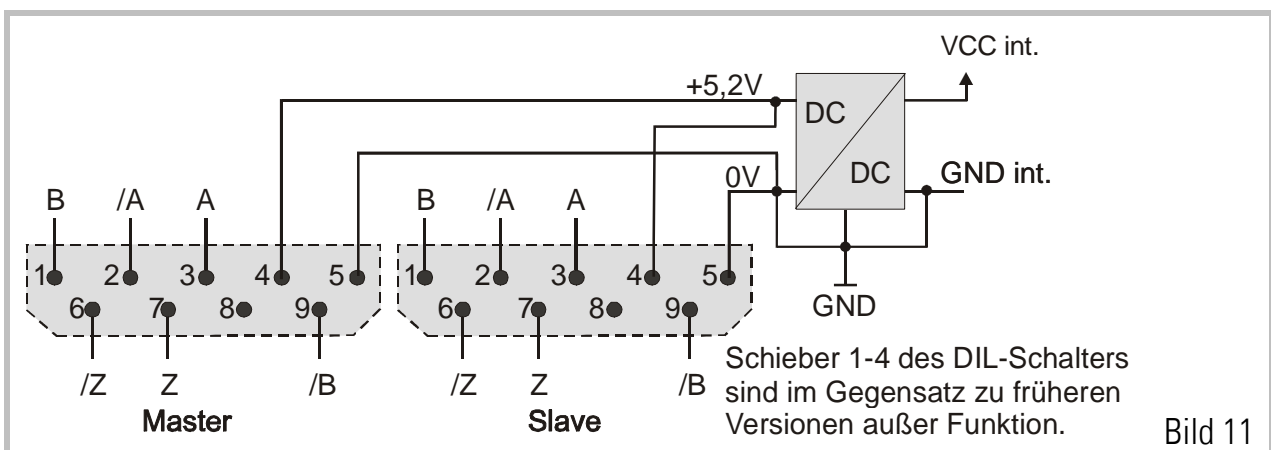 VCC int.
+5,2V
DC
DC
0V
GND int.
B /A A B /A A
1 2 3 4 5 1 2 3 4 5
6 7 8 9 6 7 8 9
GND
/Z Z /B /Z Z /B
Master Slave
Schieber 1-4 des DIL-Schalters
sind im Gegensatz zu früheren
Versionen außer Funktion.
Bild 11